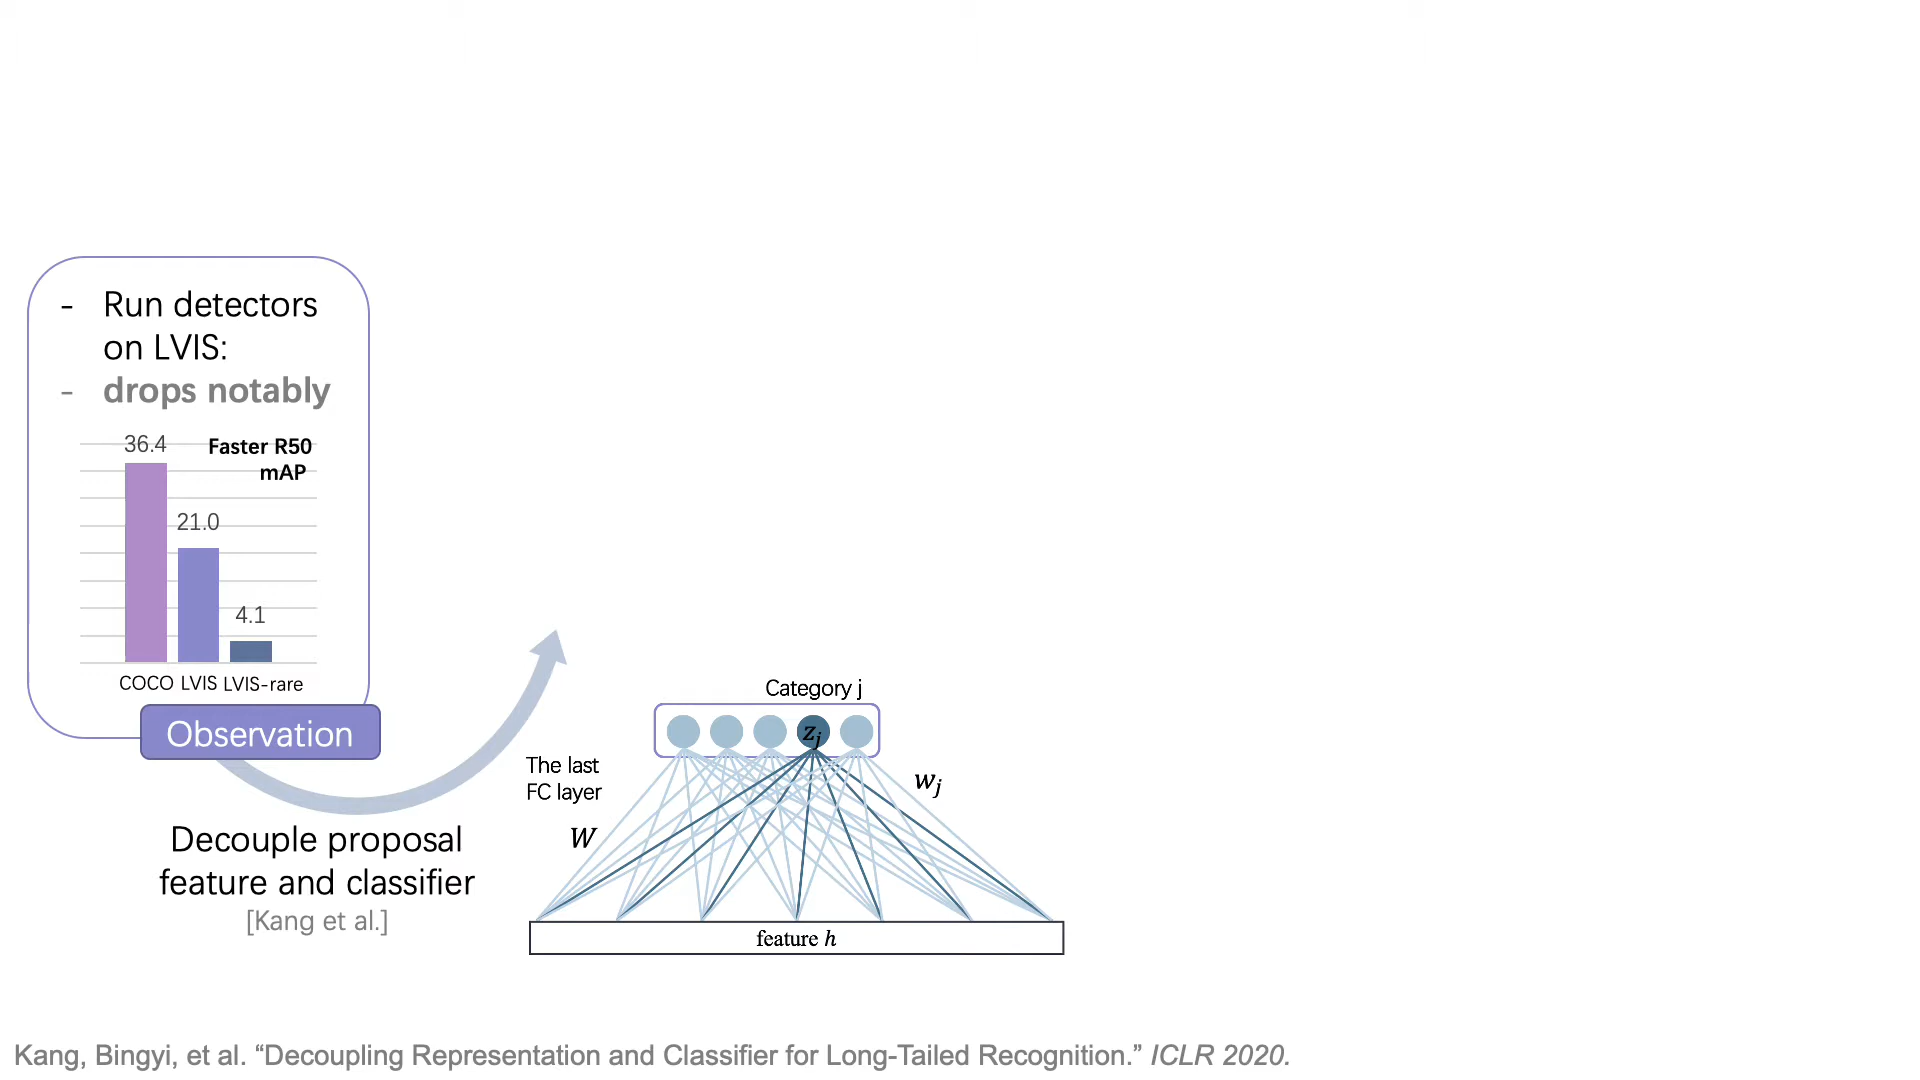 - Run detectors
on LVIS:
- drops notably
36.4
Faster R50
mAP
21.0
4.1
COCO LVIS LVIS-rare
Observation
Decouple proposal
feature and classifier
[Kang et al.]
Category j
z_j
The last
FC layer
w_j
W
feature h
Kang, Bingyi, et al. “Decoupling Representation and Classifier for Long-Tailed Recognition.” ICLR 2020.